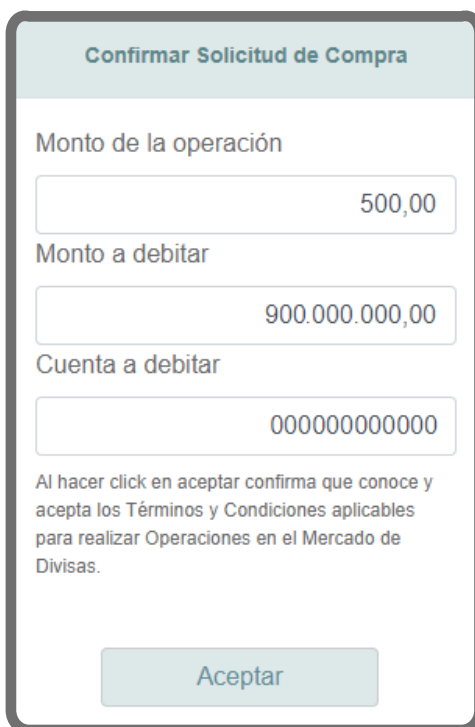 Confirmar Solicitud de Compra
Monto de la operación
500,00
Monto a debitar
900.000.000,00
Cuenta a debitar
000000000000
Al hacer click en aceptar confirma que conoce y
acepta los Términos y Condiciones aplicables
para realizar Operaciones en el Mercado de
Divisas.
Aceptar